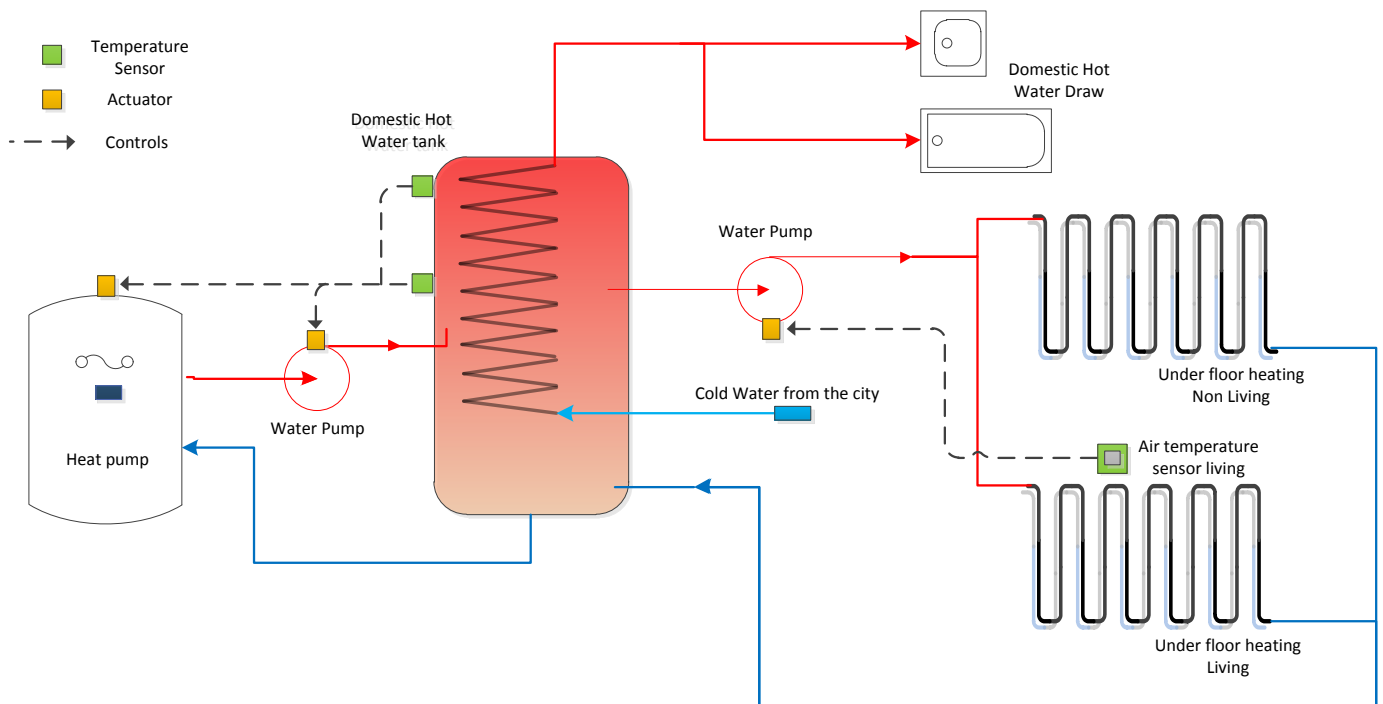 Temperature
Sensor
Actuator
Controls
Domestic Hot
Water tank
Domestic Hot
Water Draw
Water Pump
Water Pump
Heat pump
Cold Water from the city
Under floor heating
Non Living
Air temperature
sensor living
Under floor heating
Living